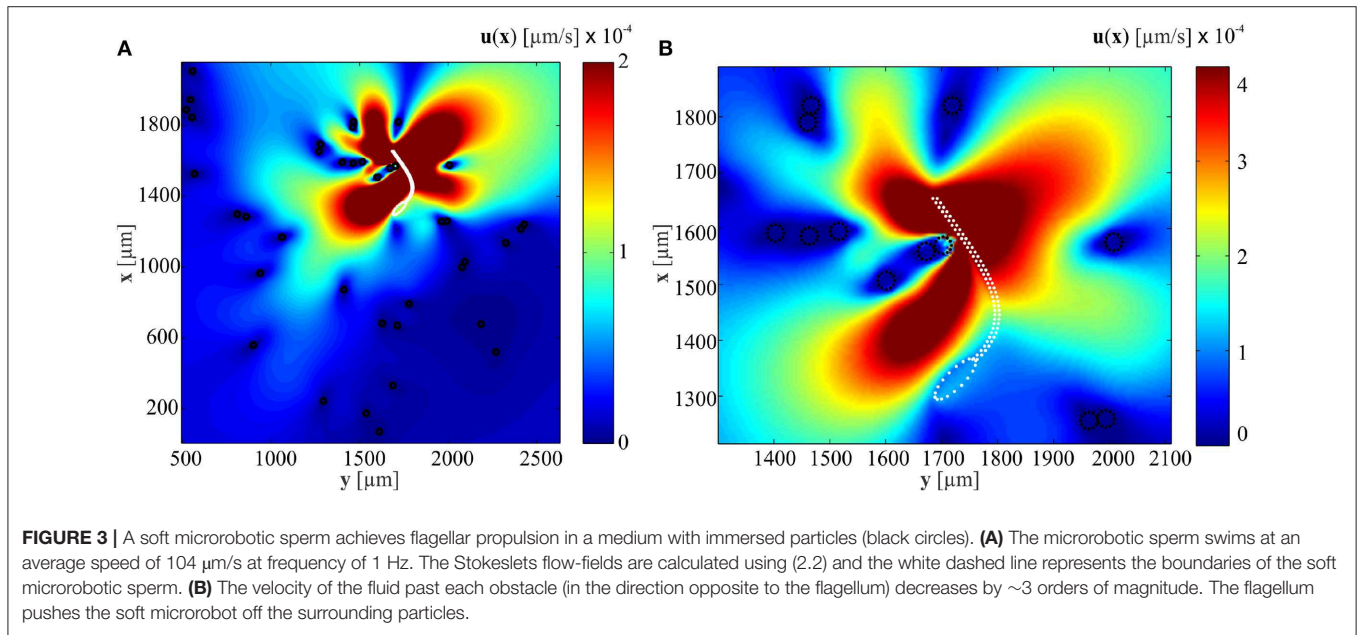 A
u(x) [µm/s] x 10-4
2
1800
1400
1
x [µm]
1000
600
200
0
500 1000 1500 2000 2500
y [µm]
B
u(x) [µm/s] x 10-4
4
1800
1700
3
1600
x [µm]
2
1500
1400
1
1300
0
1400 1500 1600 1700 1800 1900 2000 2100
y [µm]
FIGURE 3 | A soft microrobotic sperm achieves flagellar propulsion in a medium with immersed particles (black circles). (A) The microrobotic sperm swims at an
average speed of 104 µm/s at frequency of 1 Hz. The Stokeslets flow-fields are calculated using (2.2) and the white dashed line represents the boundaries of the soft
microrobotic sperm. (B) The velocity of the fluid past each obstacle (in the direction opposite to the flagellum) decreases by ~3 orders of magnitude. The flagellum
pushes the soft microrobot off the surrounding particles.